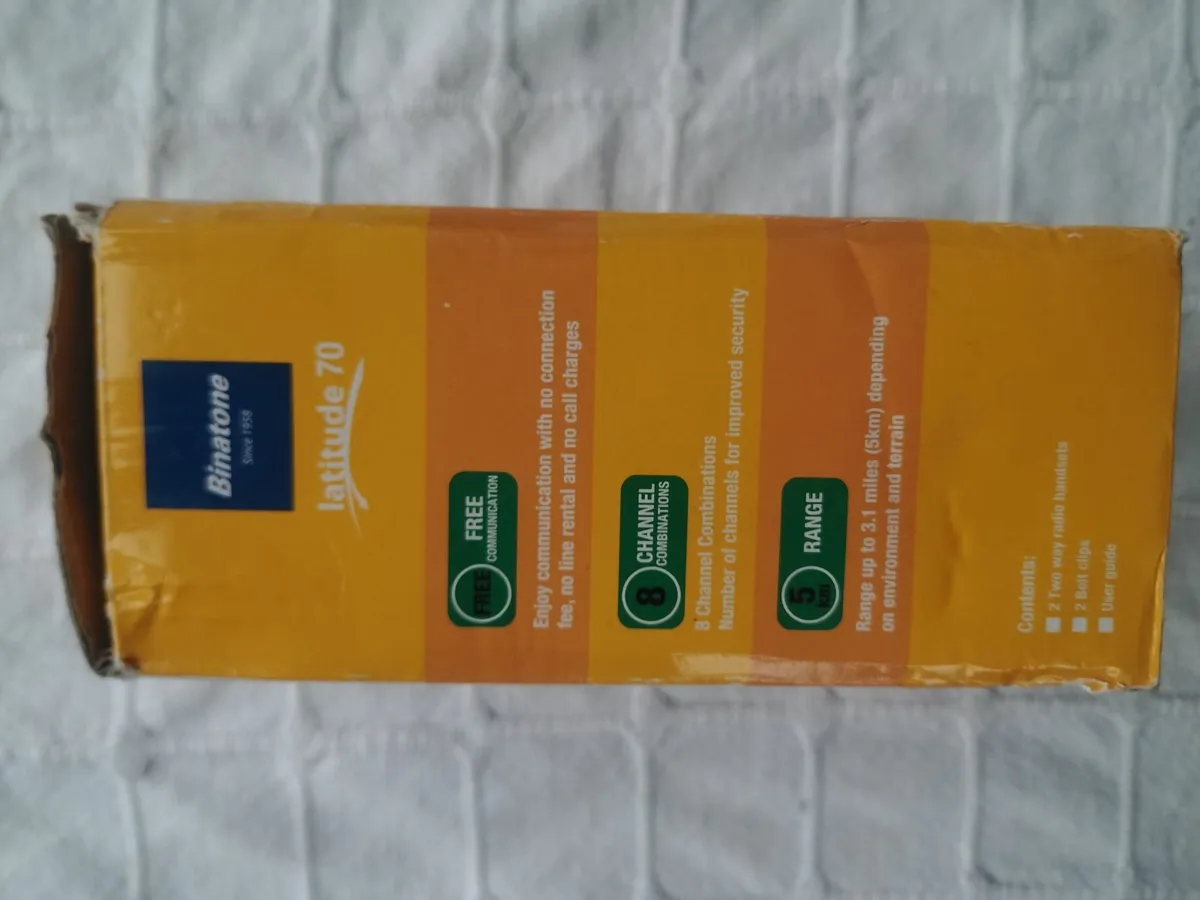 Binatone
Since 1958
latitude 70
FREE
FREE
COMMUNICATION
Enjoy communication with no connection
fee, no line rental and no call charges
8
CHANNEL
COMBINATIONS
8 Channel Combinations
Number of channels for improved security
5
km
RANGE
Range up to 3.1 miles (5km) depending
on environment and terrain
Contents:
2 Two way radio handsets
2 Belt clips
User guide